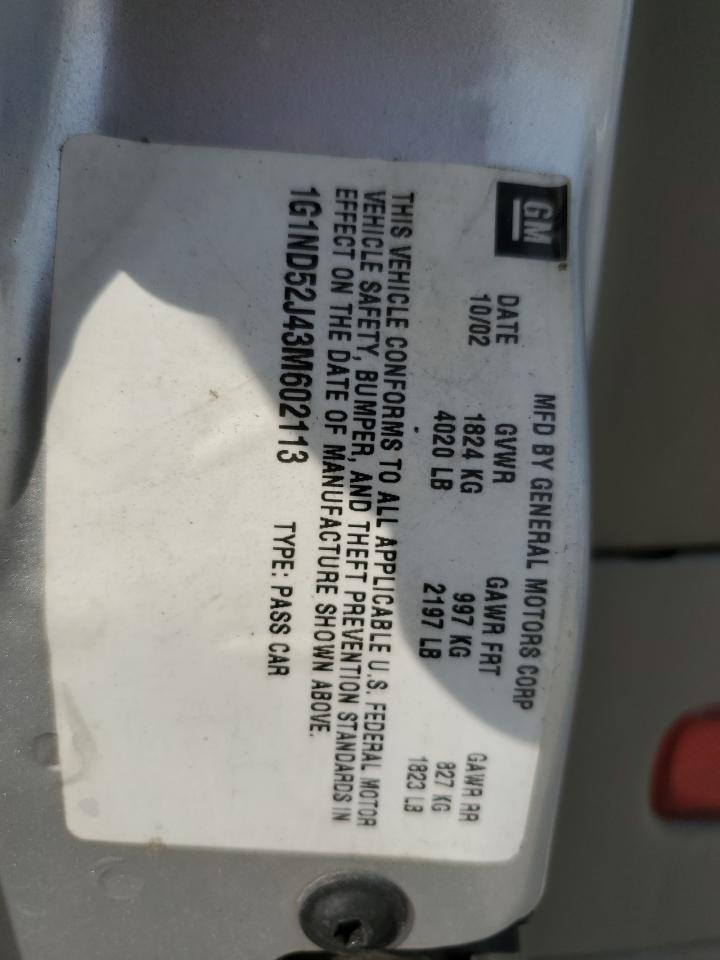 GM
MFD BY GENERAL MOTORS CORP
DATE GVWR GAWR FRT GAWR RR
10/02 1824 KG 997 KG 827 KG
4020 LB 2197 LB 1823 LB
THIS VEHICLE CONFORMS TO ALL APPLICABLE U.S. FEDERAL MOTOR
VEHICLE SAFETY, BUMPER, AND THEFT PREVENTION STANDARDS IN
EFFECT ON THE DATE OF MANUFACTURE SHOWN ABOVE.
1G1ND52J43M602113 TYPE: PASS CAR